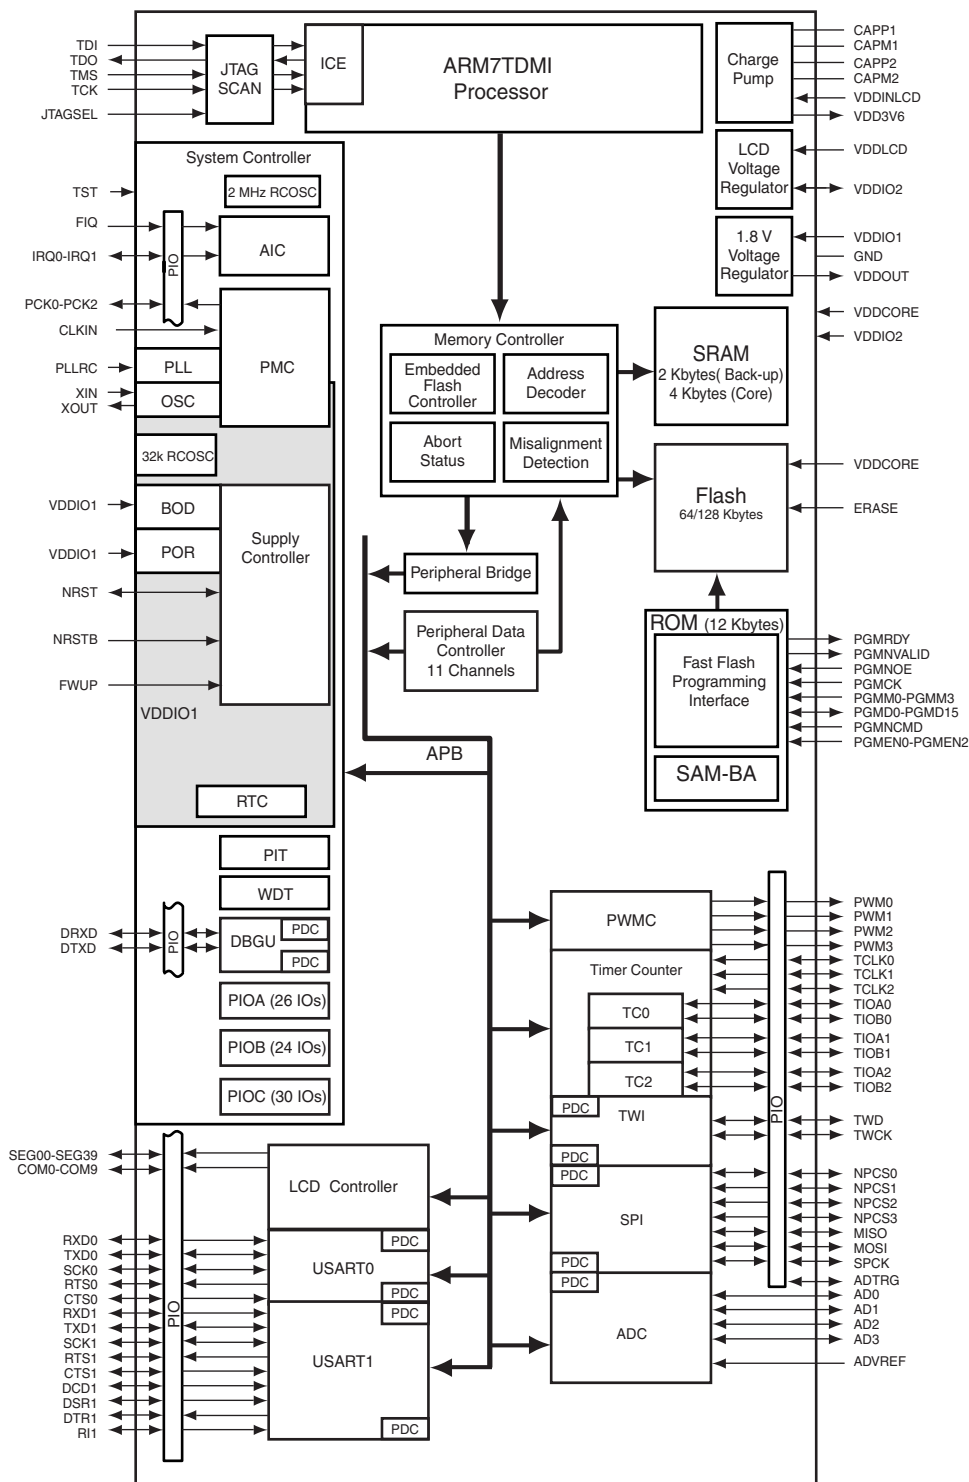 TDI
TDO
TMS
TCK
JTAGSEL
JTAG
SCAN
ICE
ARM7TDMI
Processor
Charge
Pump
CAPP1
CAPM1
CAPP2
CAPM2
VDDINLCD
VDD3V6
LCD
Voltage
Regulator
VDDLCD
VDDIO2
1.8 V
Voltage
Regulator
VDDIO1
GND
VDDOUT
VDDCORE
VDDIO2
System Controller
2 MHz RCOSC
TST
FIQ
IRQ0-IRQ1
PIO
AIC
PCK0-PCK2
CLKIN
PLLRC
PLL
PMC
XIN
XOUT
OSC
32k RCOSC
VDDIO1
BOD
VDDIO1
POR
Supply
Controller
NRST
NRSTB
FWUP
VDDIO1
RTC
Memory Controller
Embedded
Flash
Controller
Address
Decoder
Abort
Status
Misalignment
Detection
SRAM
2 Kbytes( Back-up)
4 Kbytes (Core)
Flash
64/128 Kbytes
VDDCORE
ERASE
Peripheral Bridge
Peripheral Data
Controller
11 Channels
APB
ROM (12 Kbytes)
Fast Flash
Programming
Interface
SAM-BA
PGMRDY
PGMNVALID
PGMNOE
PGMCK
PGMM0-PGMM3
PGMD0-PGMD15
PGMNCMD
PGMEN0-PGMEN2
PIT
WDT
DRXD
DTXD
PIO
DBGU
PDC
PDC
PIOA (26 IOs)
PIOB (24 IOs)
PIOC (30 IOs)
PWMC
Timer Counter
TC0
TC1
TC2
PDC
TWI
PDC
PDC
SPI
PDC
PDC
ADC
PIO
PWM0
PWM1
PWM2
PWM3
TCLK0
TCLK1
TCLK2
TIOA0
TIOB0
TIOA1
TIOB1
TIOA2
TIOB2
TWD
TWCK
NPCS0
NPCS1
NPCS2
NPCS3
MISO
MOSI
SPCK
ADTRG
AD0
AD1
AD2
AD3
ADVREF
SEG00-SEG39
COM0-COM9
LCD Controller
RXD0
TXD0
SCK0
RTS0
CTS0
RXD1
TXD1
SCK1
RTS1
CTS1
DCD1
DSR1
DTR1
RI1
PIO
PDC
USART0
PDC
PDC
USART1
PDC